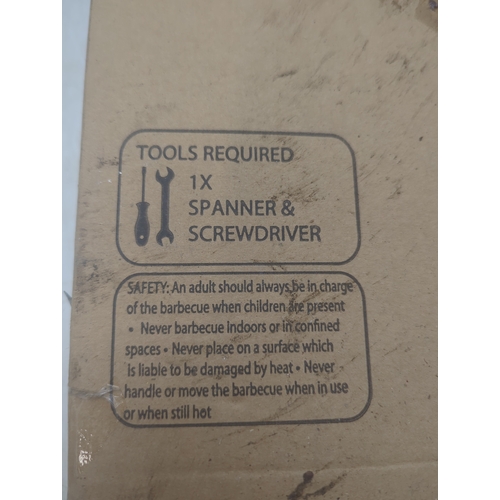 TOOLS REQUIRED
1X
SPANNER &
SCREWDRIVER
SAFETY: An adult should always be in charge
of the barbecue when children are present
• Never barbecue indoors or in confined
spaces • Never place on a surface which
is liable to be damaged by heat • Never
handle or move the barbecue when in use
or when still hot